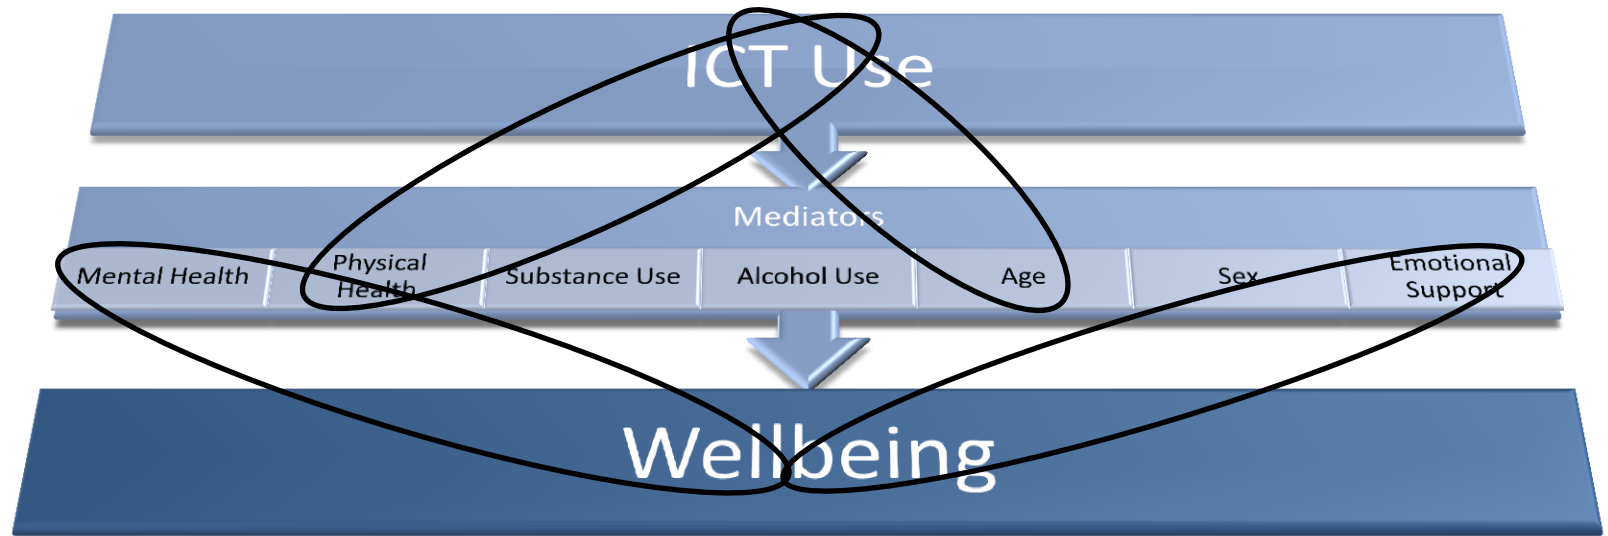 ICT Use
Mediators
Mental Health
Physical
Health
Substance Use
Alcohol Use
Age
Sex
Emotional
Support
Wellbeing